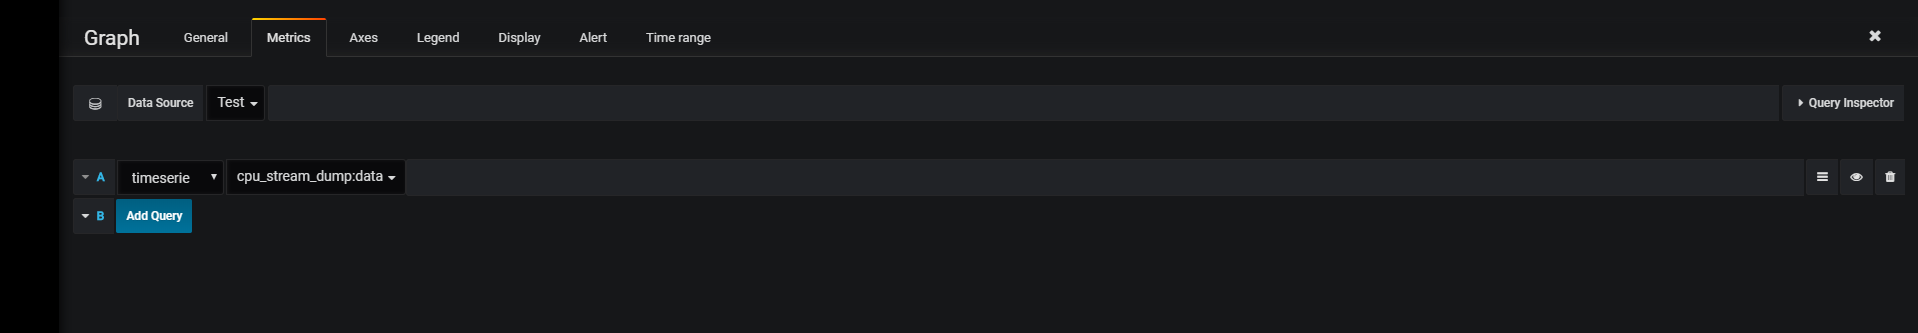 Graph General Metrics Axes Legend Display Alert Time range
Data Source Test Query Inspector
A timeserie cpu_stream_dump:data
B Add Query